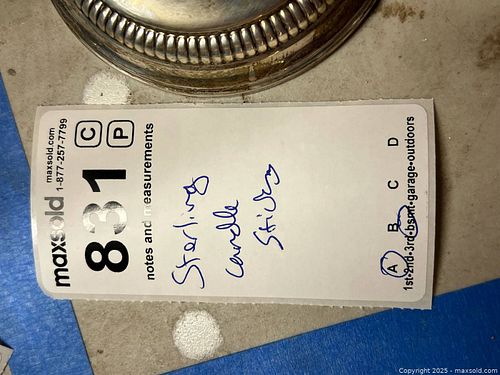 maxsold
maxsold.com
1-877-257-7799
831
C P
notes and measurements
Sterling
Candle
Sticks
A B C D
1st-2nd-3rd-bsmt-garage-outdoors
Copyright 2025 - maxsold.com